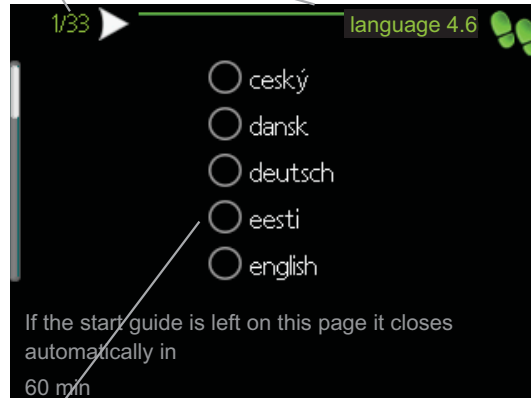 1/33
language 4.6
ceský
dansk
deutsch
eesti
english
If the start guide is left on this page it closes
automatically in
60 min